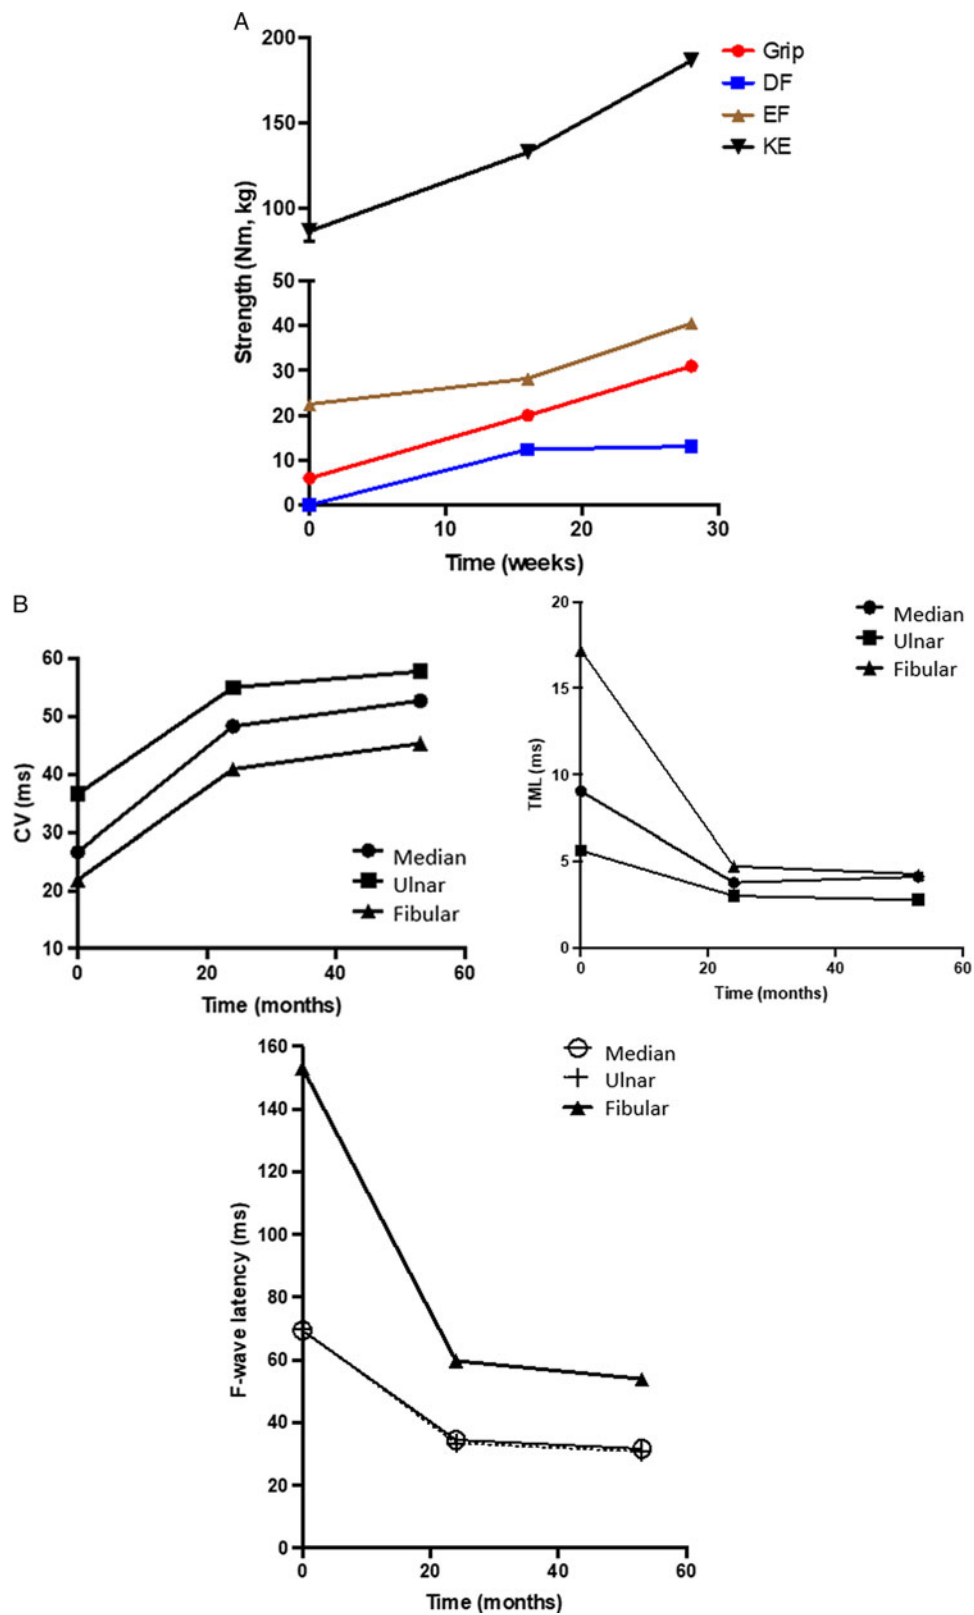 A
200
150
100
50
40
30
20
10
0
Strength (Nm, kg)
0 10 20 30
Time (weeks)
Grip
DF
EF
KE
B
60
50
40
30
20
10
CV (ms)
0 20 40 60
Time (months)
Median
Ulnar
Fibular
20
15
10
5
0
TML (ms)
0 20 40 60
Time (months)
Median
Ulnar
Fibular
160
140
120
100
80
60
40
20
0
F-wave latency (ms)
0 20 40 60
Time (months)
Median
Ulnar
Fibular